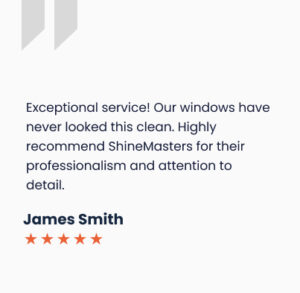 Exceptional service! Our windows have
never looked this clean. Highly
recommend ShineMasters for their
professionalism and attention to
detail.
James Smith